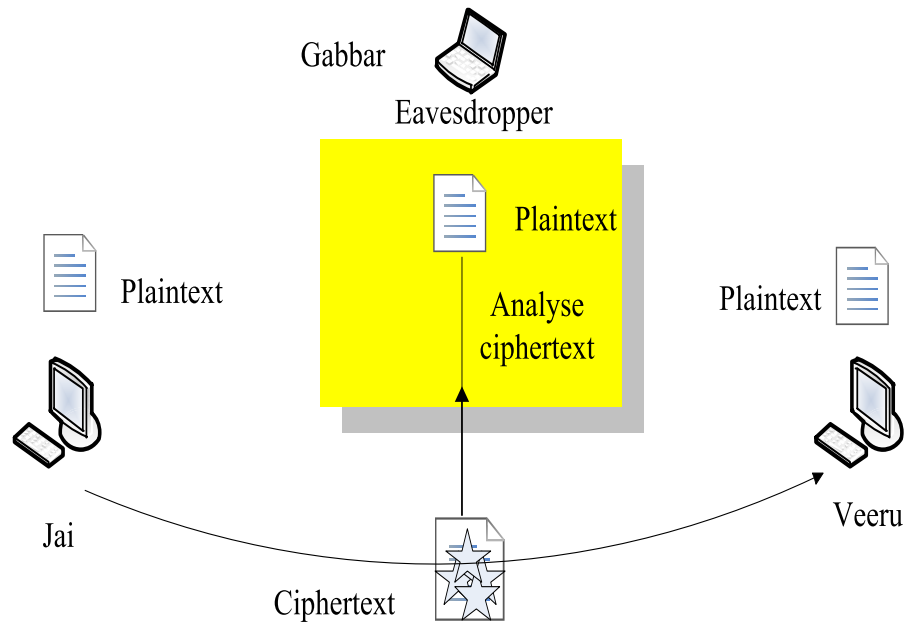 Gabbar
Eavesdropper
Plaintext
Plaintext
Plaintext
Analyse
ciphertext
Jai
Veeru
Ciphertext